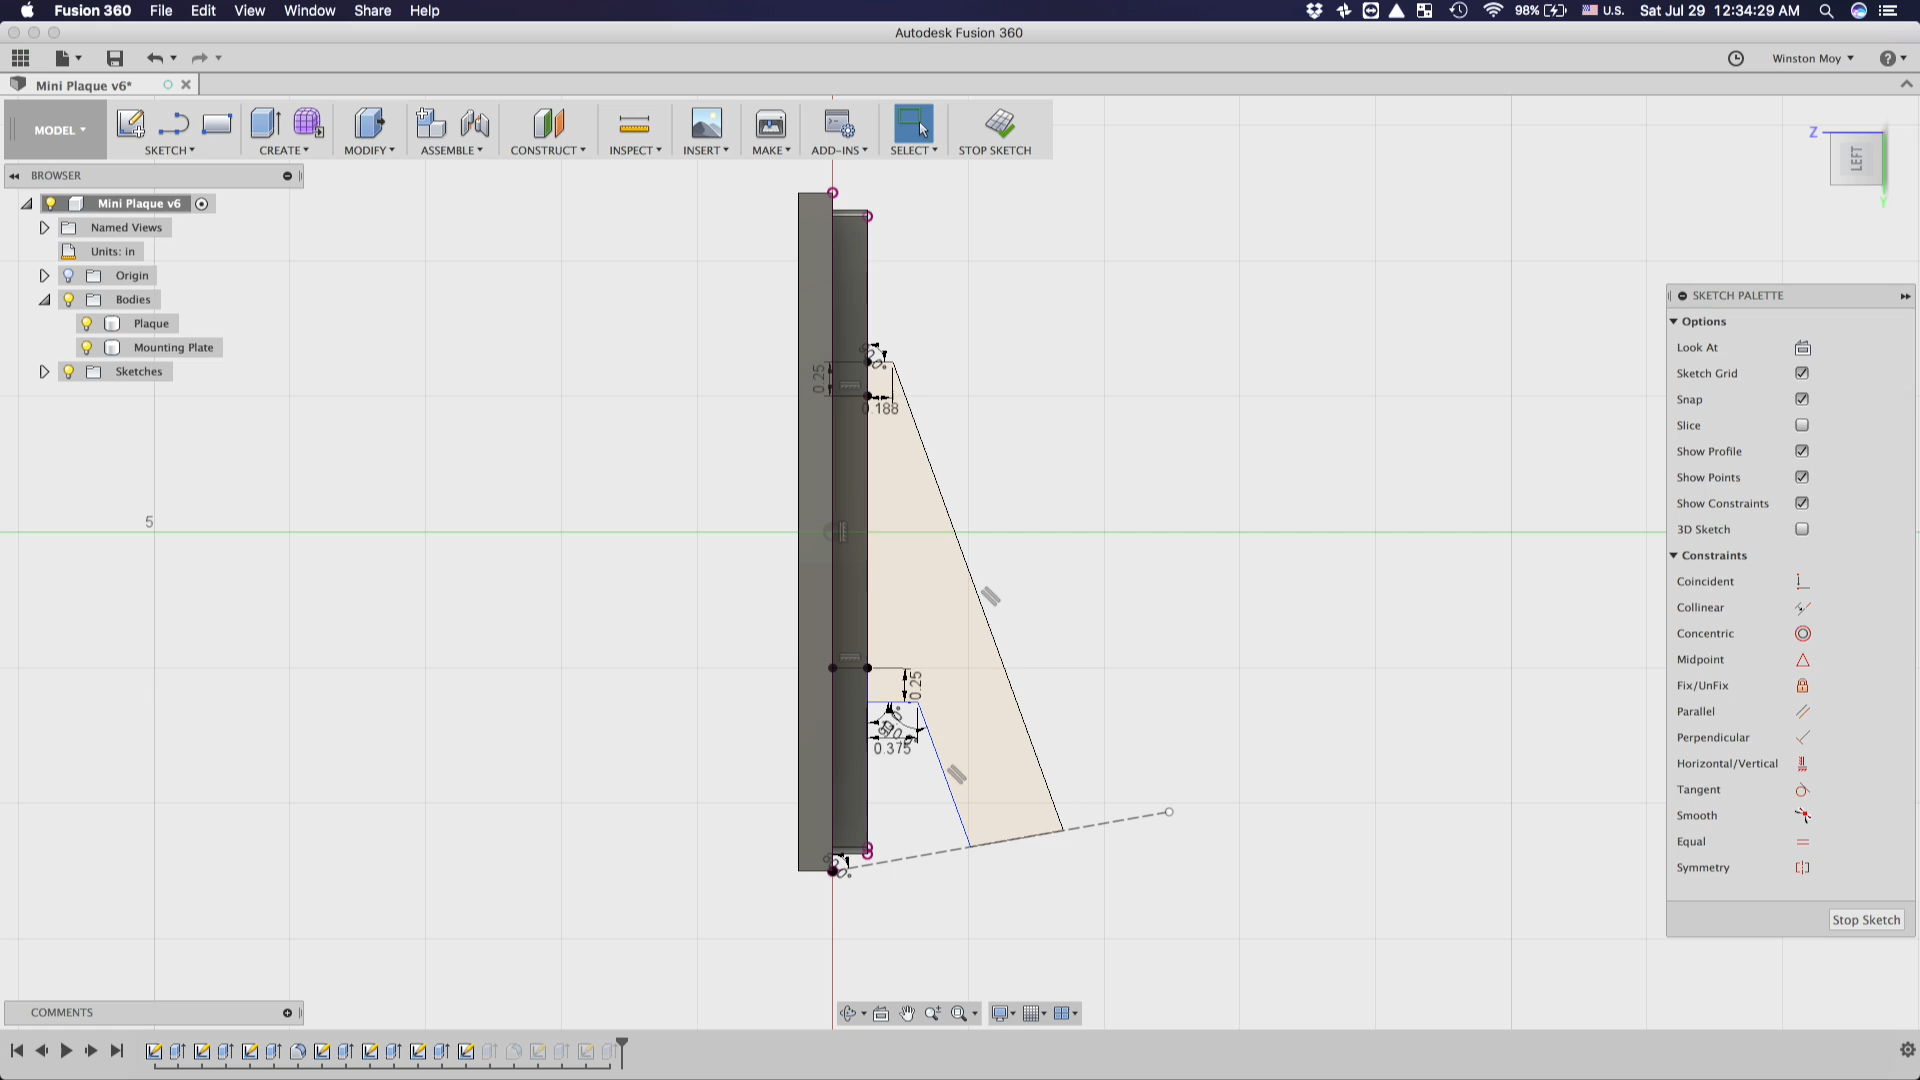 Fusion 360 File Edit View Window Share Help
98% U.S. Sat Jul 29 12:34:29 AM
Autodesk Fusion 360
Winston Moy
Mini Plaque v6*
MODEL
SKETCH CREATE MODIFY ASSEMBLE CONSTRUCT INSPECT INSERT MAKE ADD-INS SELECT STOP SKETCH
BROWSER
Mini Plaque v6
Named Views
Units: in
Origin
Bodies
Plaque
Mounting Plate
Sketches
Z
LEFT
Y
5
0.25
0.188
0.25
0.375
SKETCH PALETTE
Options
Look At
Sketch Grid
Snap
Slice
Show Profile
Show Points
Show Constraints
3D Sketch
Constraints
Coincident
Collinear
Concentric
Midpoint
Fix/UnFix
Parallel
Perpendicular
Horizontal/Vertical
Tangent
Smooth
Equal
Symmetry
Stop Sketch
COMMENTS